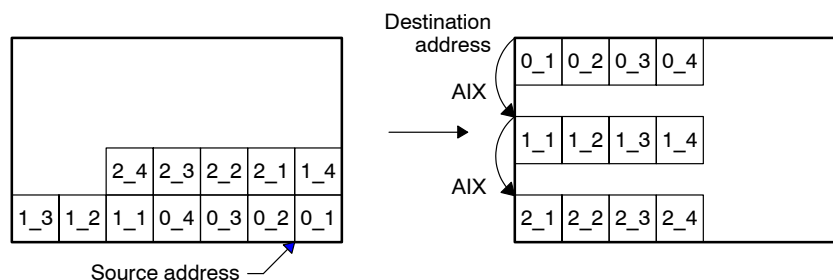 Destination
address
0_1 0_2 0_3 0_4
AIX
1_1 1_2 1_3 1_4
AIX
2_1 2_2 2_3 2_4
2_4 2_3 2_2 2_1 1_4
1_3 1_2 1_1 0_4 0_3 0_2 0_1
Source address